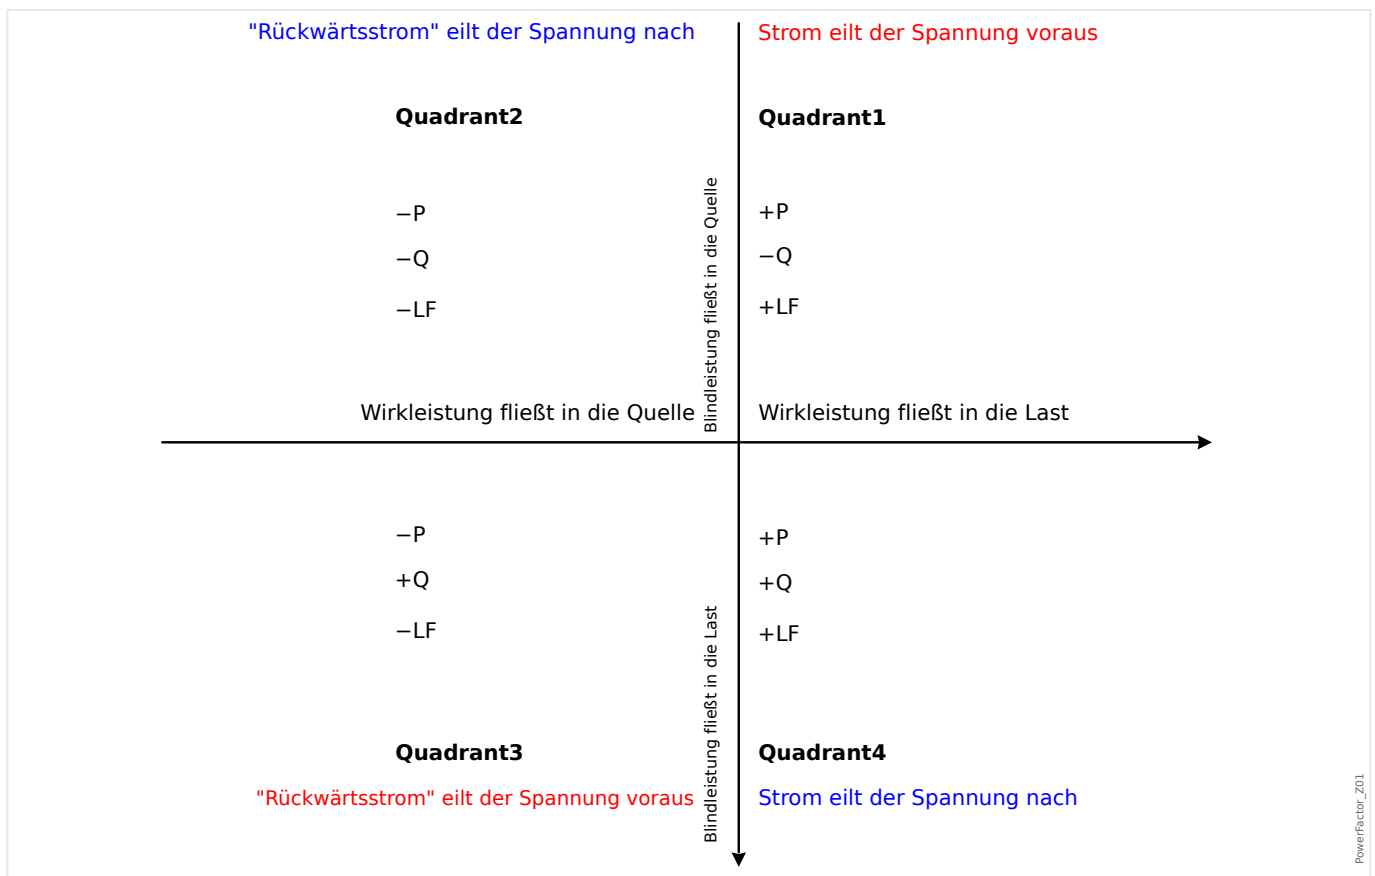 "Rückwärtsstrom" eilt der Spannung nach
Strom eilt der Spannung voraus
Quadrant2
Quadrant1
−P
−Q
−LF
+P
−Q
+LF
Blindleistung fließt in die Quelle
Wirkleistung fließt in die Quelle
Wirkleistung fließt in die Last
−P
+Q
−LF
+P
+Q
+LF
Blindleistung fließt in die Last
Quadrant3
Quadrant4
"Rückwärtsstrom" eilt der Spannung voraus
Strom eilt der Spannung nach
PowerFactor_Z01